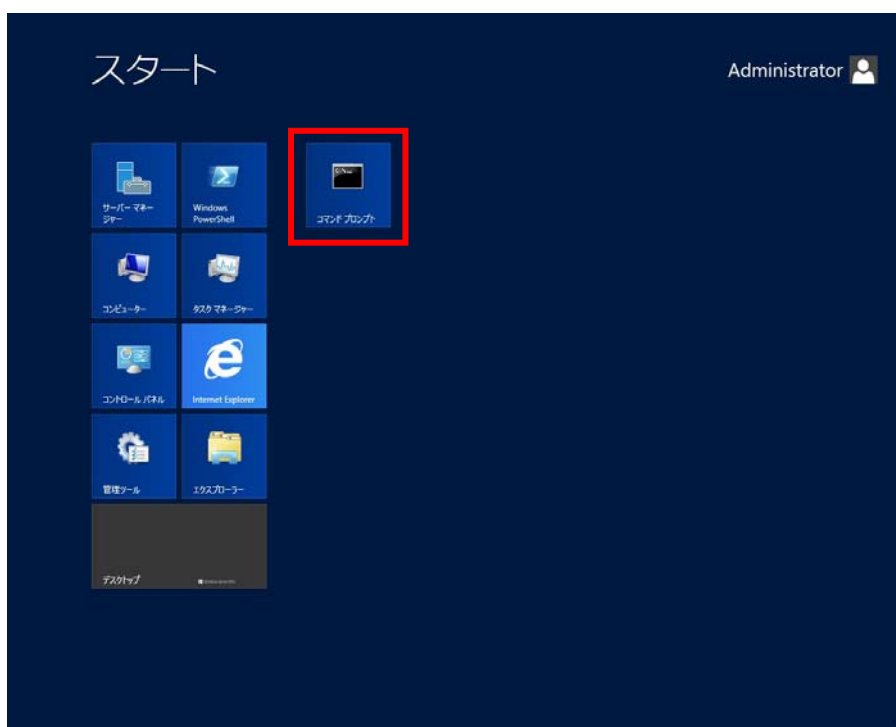 スタート
Administrator
サーバー マネー
ジャー
Windows
PowerShell
コマンド プロンプト
コンピューター
タスク マネージャー
コントロール パネル
Internet Explorer
管理ツール
エクスプローラー
デスクトップ